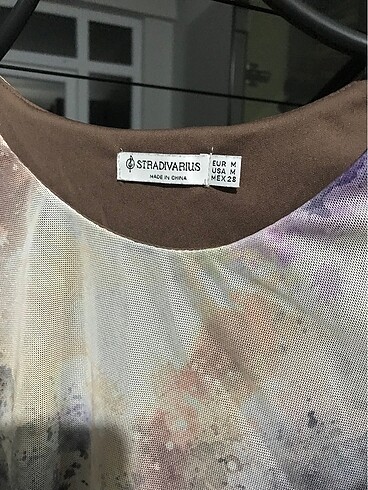 STRADIVARIUS
MADE IN CHINA
EUR M
USA M
MEX 28